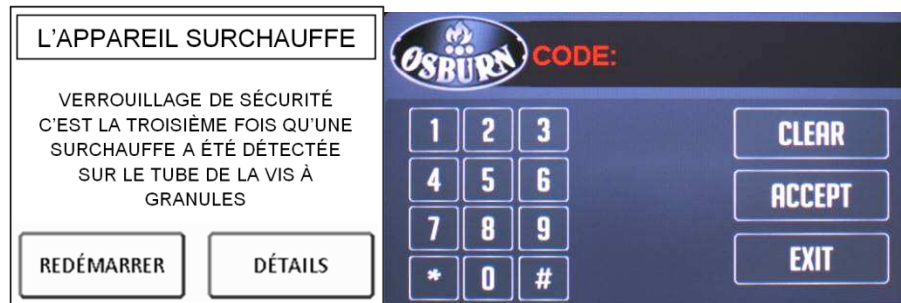 L'APPAREIL SURCHAUFFE
VERROUILLAGE DE SÉCURITÉ
C'EST LA TROISIÈME FOIS QU'UNE
SURCHAUFFE A ÉTÉ DÉTECTÉE
SUR LE TUBE DE LA VIS À
GRANULES
REDÉMARRER
DÉTAILS
OSBURN
CODE:
1 2 3
4 5 6
7 8 9
* 0 #
CLEAR
ACCEPT
EXIT